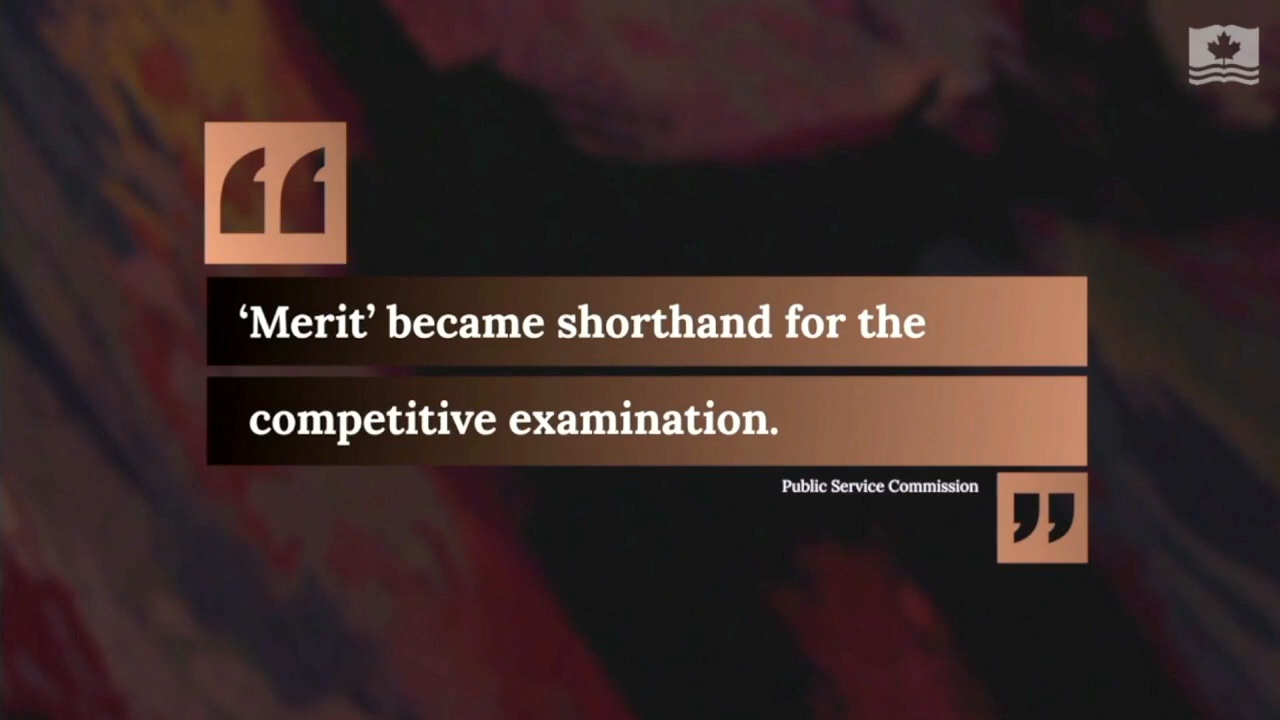 “
‘Merit’ became shorthand for the
competitive examination.
Public Service Commission
”